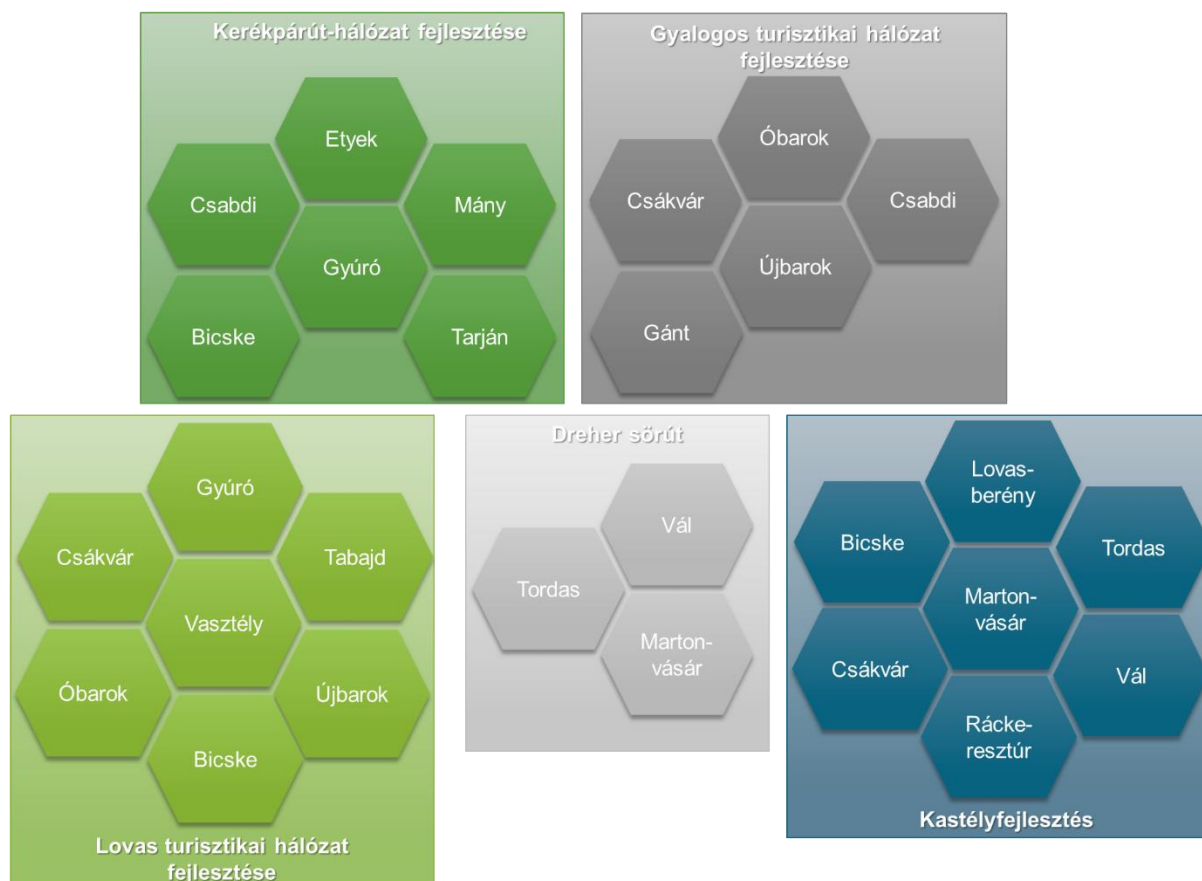 Kerékpárút-hálózat fejlesztése
Etyek
Csabdi
Mány
Gyúró
Bicske
Tarján
Gyalogos turisztikai hálózat
fejlesztése
Óbarok
Csákvár
Csabdi
Újbarok
Gánt
Gyúró
Csákvár
Tabajd
Vasztély
Óbarok
Újbarok
Bicske
Lovas turisztikai hálózat
fejlesztése
Dreher sörút
Vál
Tordas
Marton-
vásár
Lovas-
berény
Bicske
Tordas
Marton-
vásár
Csákvár
Vál
Rácke-
resztúr
Kastélyfejlesztés